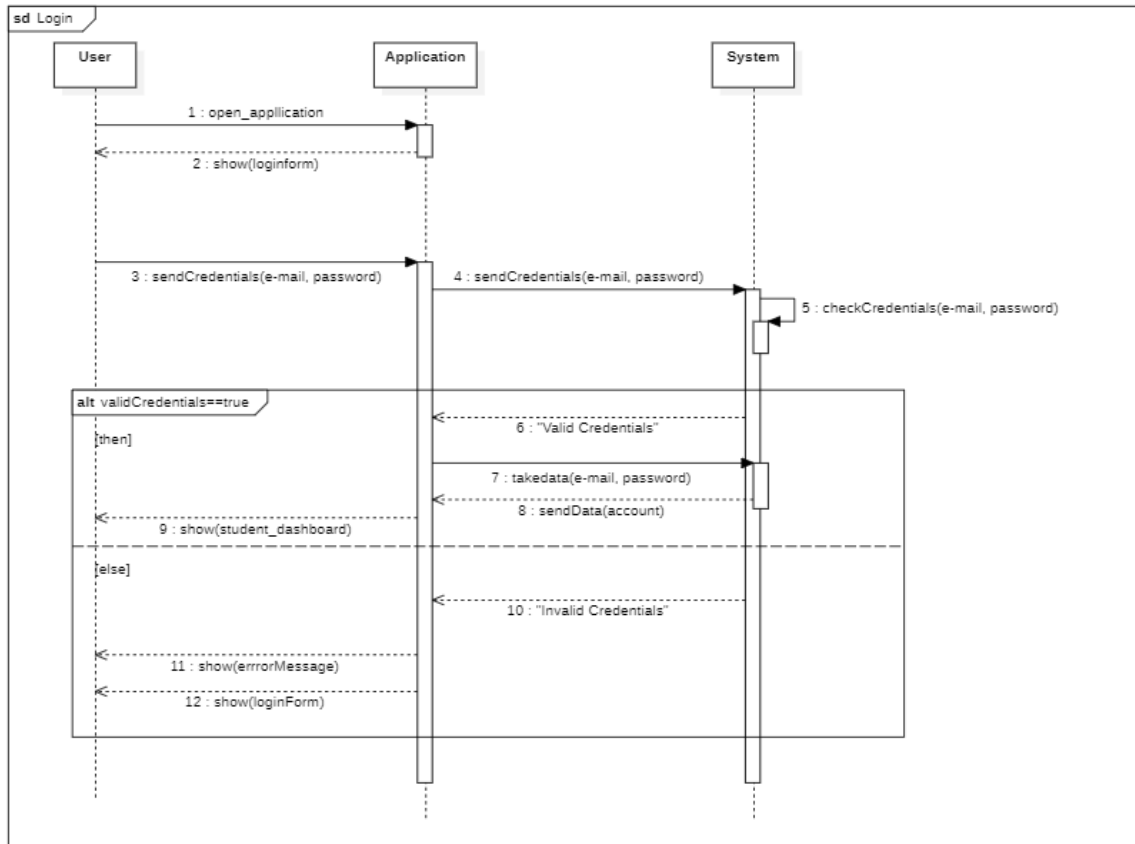 sd Login
User
Application
System
1 : open_appllication
2 : show(loginform)
3 : sendCredentials(e-mail, password)
4 : sendCredentials(e-mail, password)
5 : checkCredentials(e-mail, password)
alt validCredentials==true
6 : "Valid Credentials"
[then]
7 : takedata(e-mail, password)
8 : sendData(account)
9 : show(student_dashboard)
[else]
10 : "Invalid Credentials"
11 : show(errrorMessage)
12 : show(loginForm)